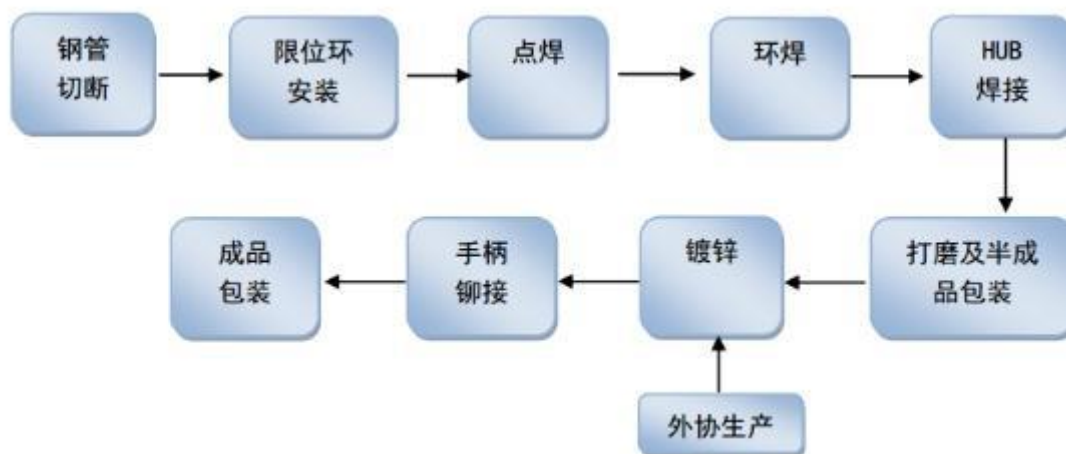 钢管
切断
限位环
安装
点焊
环焊
HUB
焊接
打磨及半成
品包装
镀锌
手柄
铆接
成品
包装
外协生产